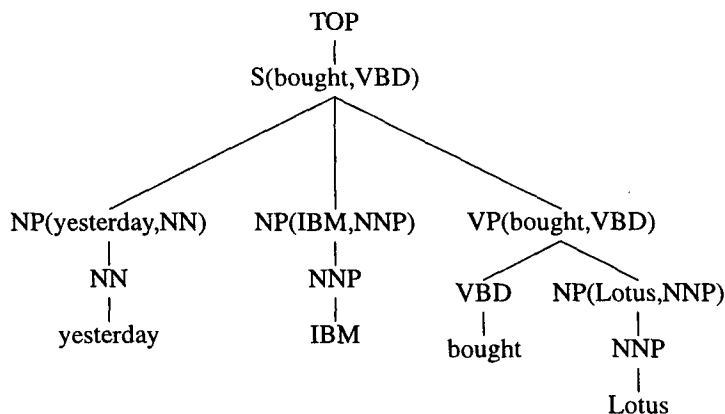 TOP
S(bought,VBD)
NP(yesterday,NN) NP(IBM,NNP) VP(bought,VBD)
NN NNP VBD NP(Lotus,NNP)
yesterday IBM bought NNP
Lotus